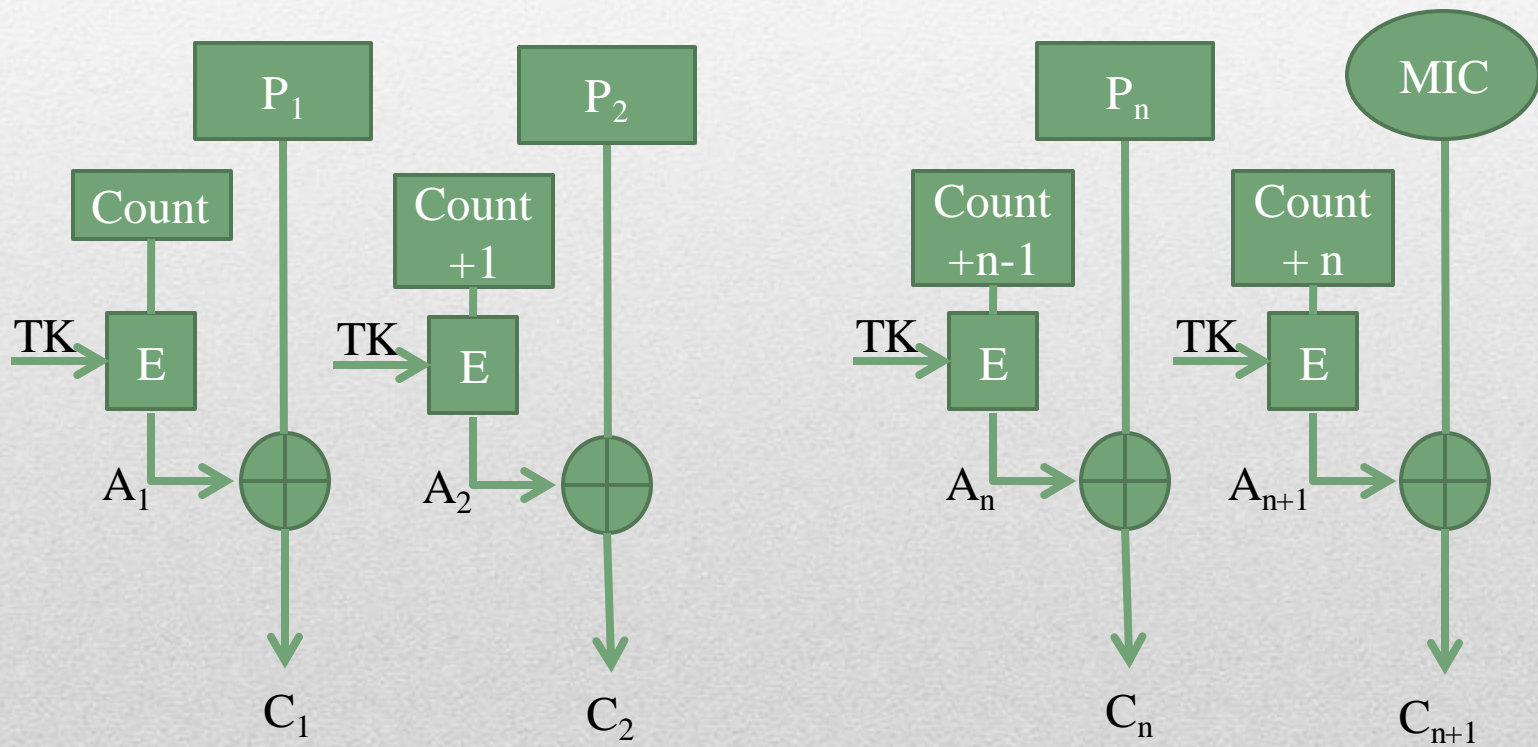 P₁
P₂
Pₙ
MIC
Count
Count
+1
Count
+n-1
Count
+ n
TK
E
TK
E
TK
E
TK
E
A₁
A₂
Aₙ
Aₙ₊₁
C₁
C₂
Cₙ
Cₙ₊₁